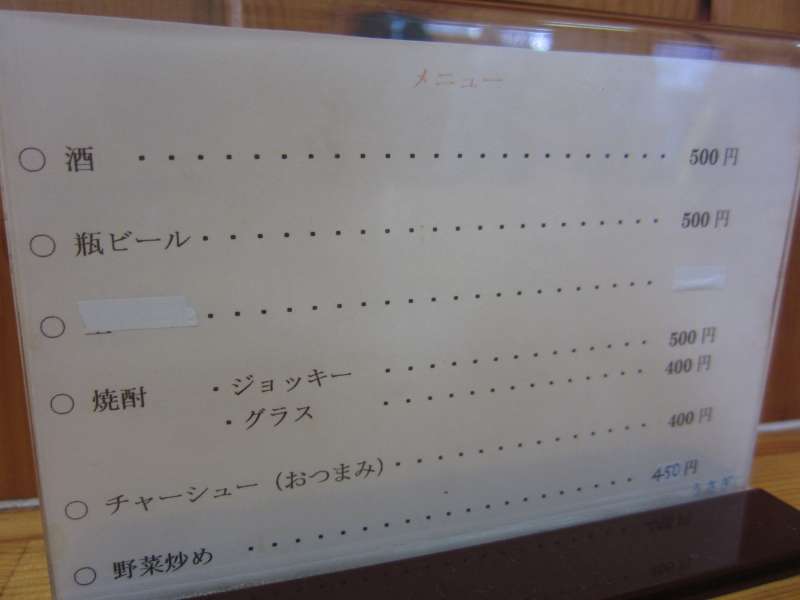 メニュー
○ 酒 ・・・・・・・・・・・・・・・・・・・ 500円
○ 瓶ビール・・・・・・・・・・・・・・・・・ 500円
○ ・・・・・・・・・・・・・・・・・
○ 焼酎 ・ジョッキー ・・・・・・・・・・ 500円
・グラス ・・・・・・・・・・ 400円
○ チャーシュー（おつまみ）・・・・・・・・・・ 400円
○ 野菜炒め ・・・・・・・・・・・・・・・ 450円